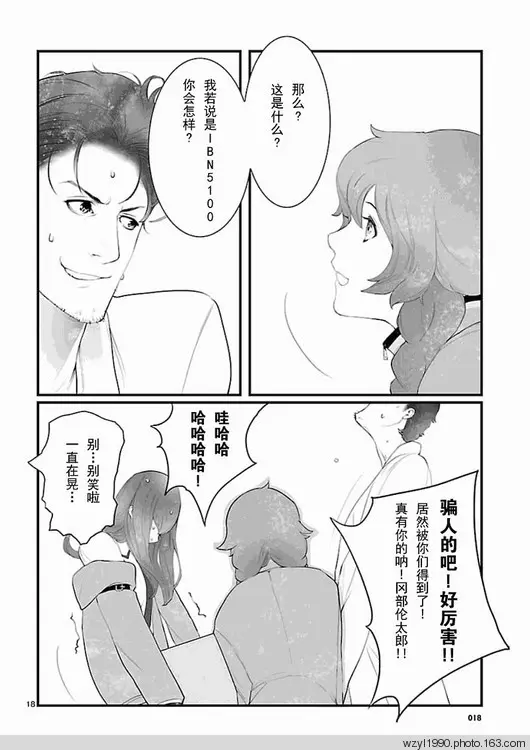 那么？
这是什么？
我若说是IBN5100
你会怎样？
骗人的吧！好厉害!!
居然被你们得到了！
真有你的呐！冈部伦太郎!!
哇哈哈
哈哈哈哈！
别…别笑啦
一直在晃…
18
018
wzyl1990.photo.163.com